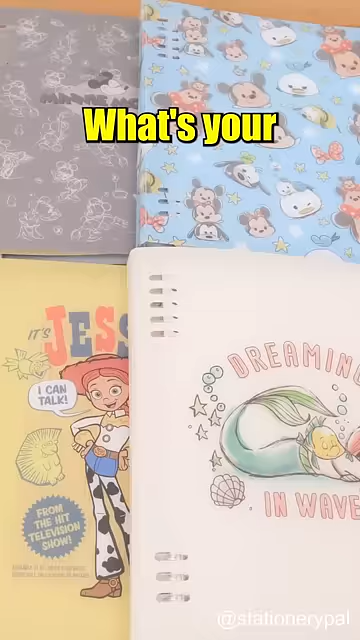 What's your
IT'S JESS
I CAN
TALK!
FROM THE
HIT
TELEVISION
SHOW!
DREAMING
IN WAVE
@stationerypal